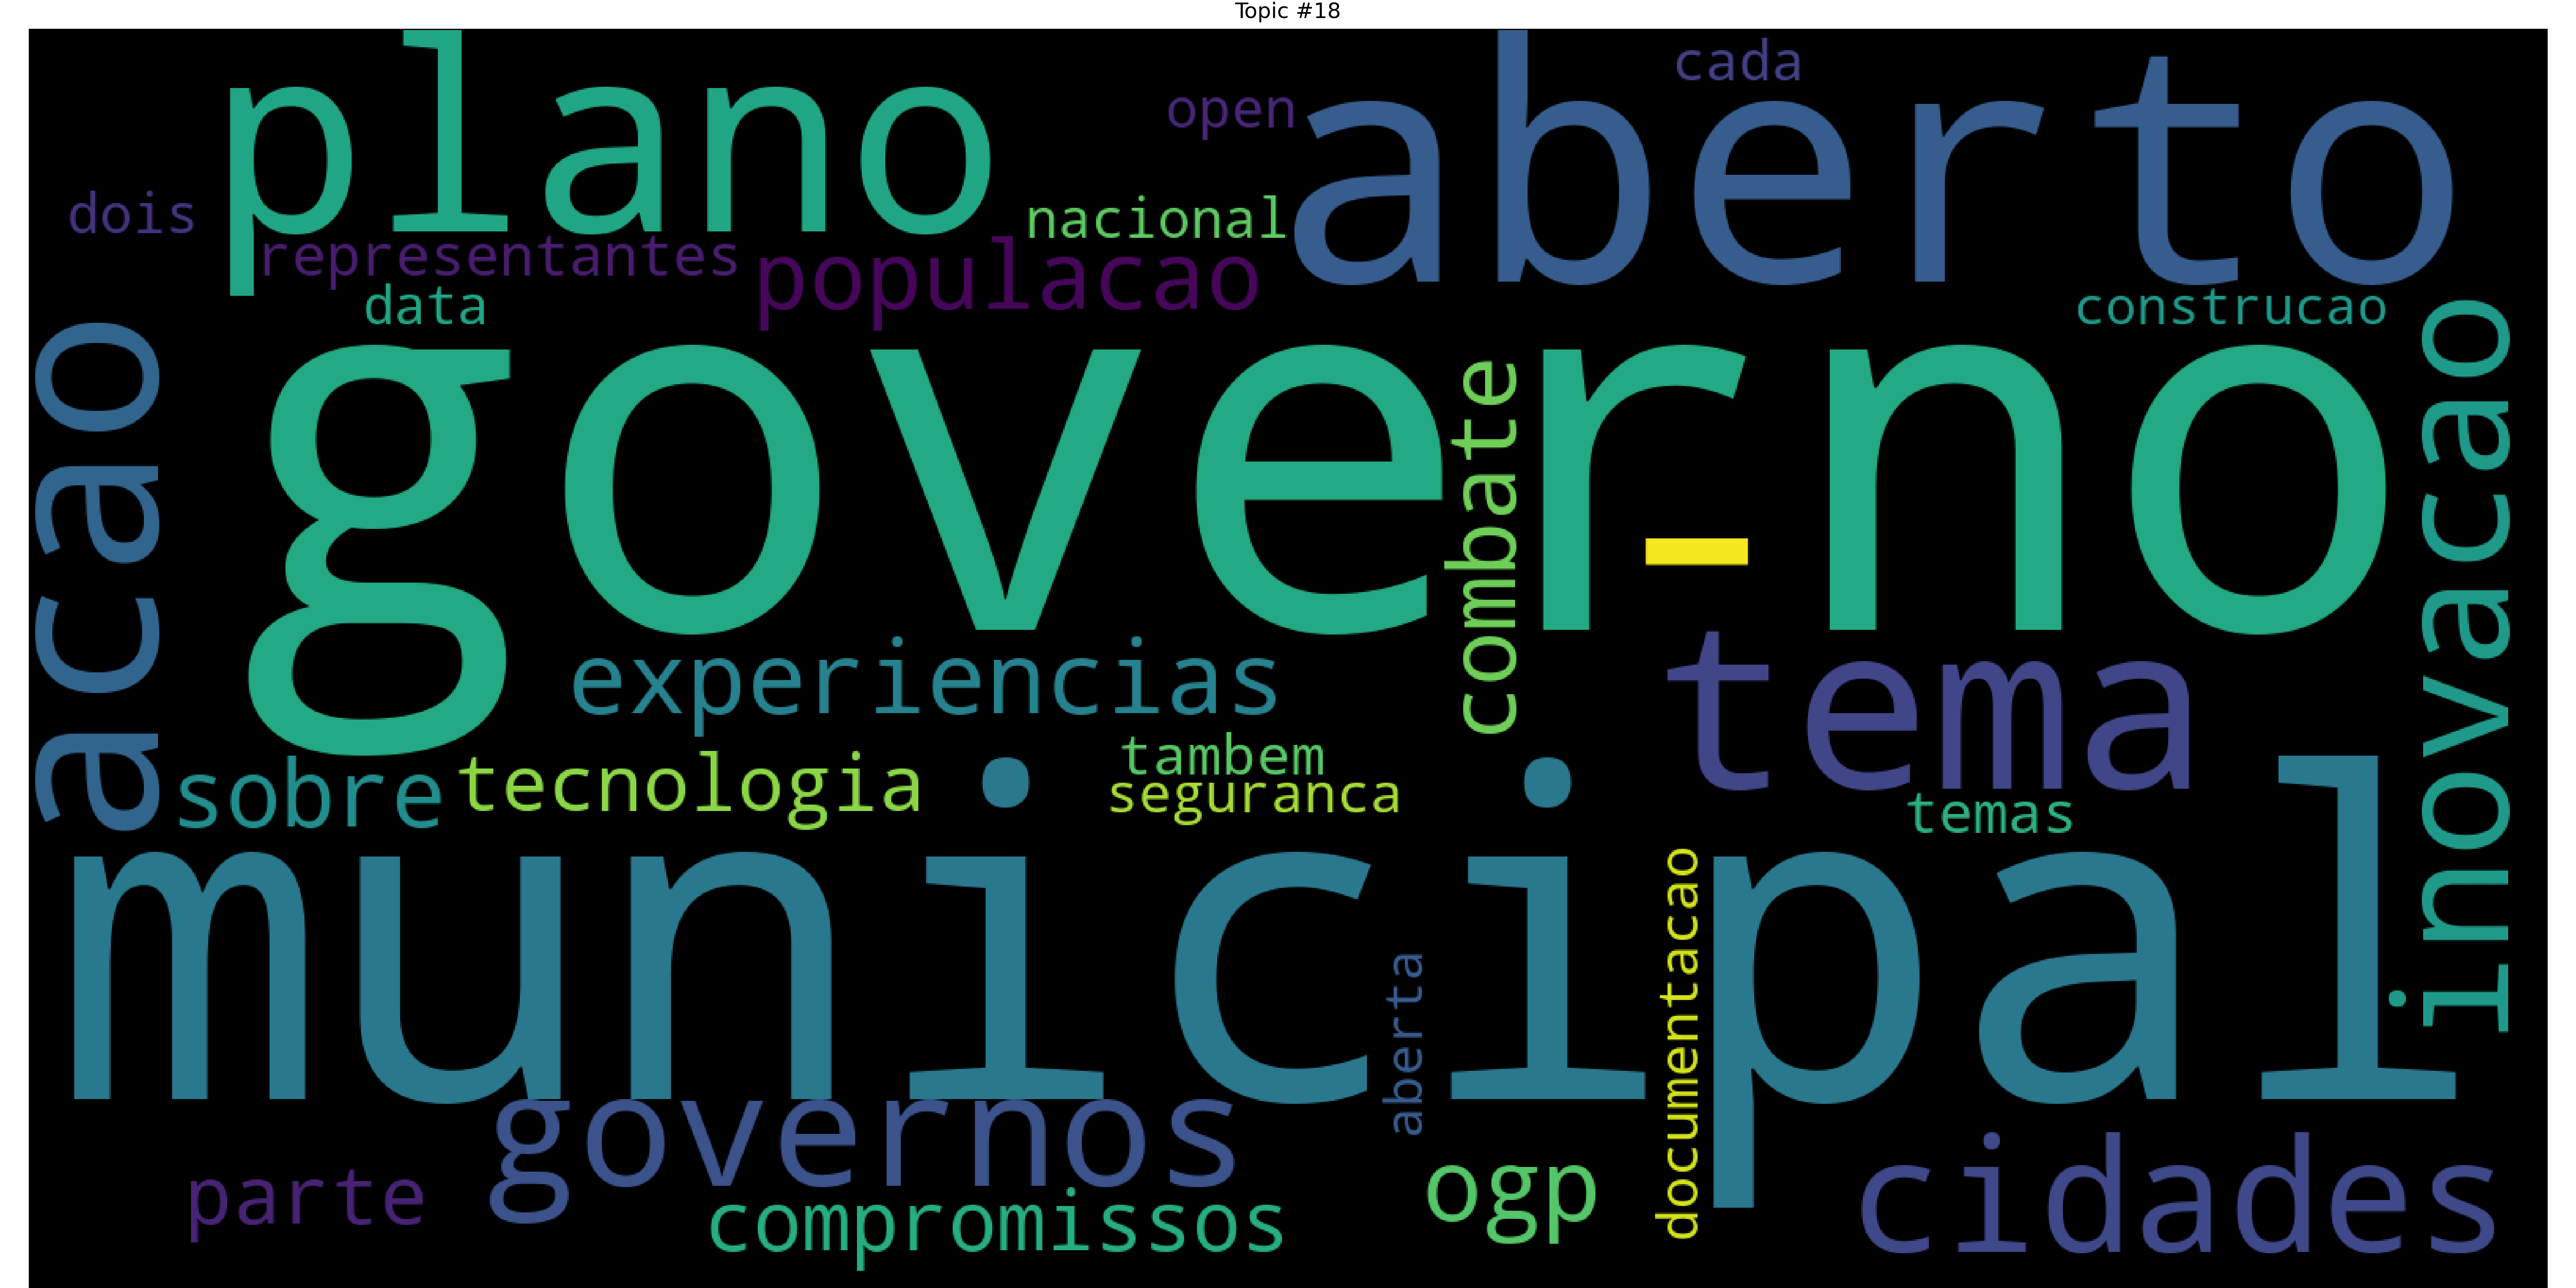 Topic #18
cada
plano
open
aberto
dois
nacional
representantes
populacao
data
construcao
acao
governo
combate
-
inovacao
experiencias
tema
tambem
sobre
tecnologia
seguranca
temas
municipal
aberta
documentacao
governos
parte
compromissos
ogp
cidades